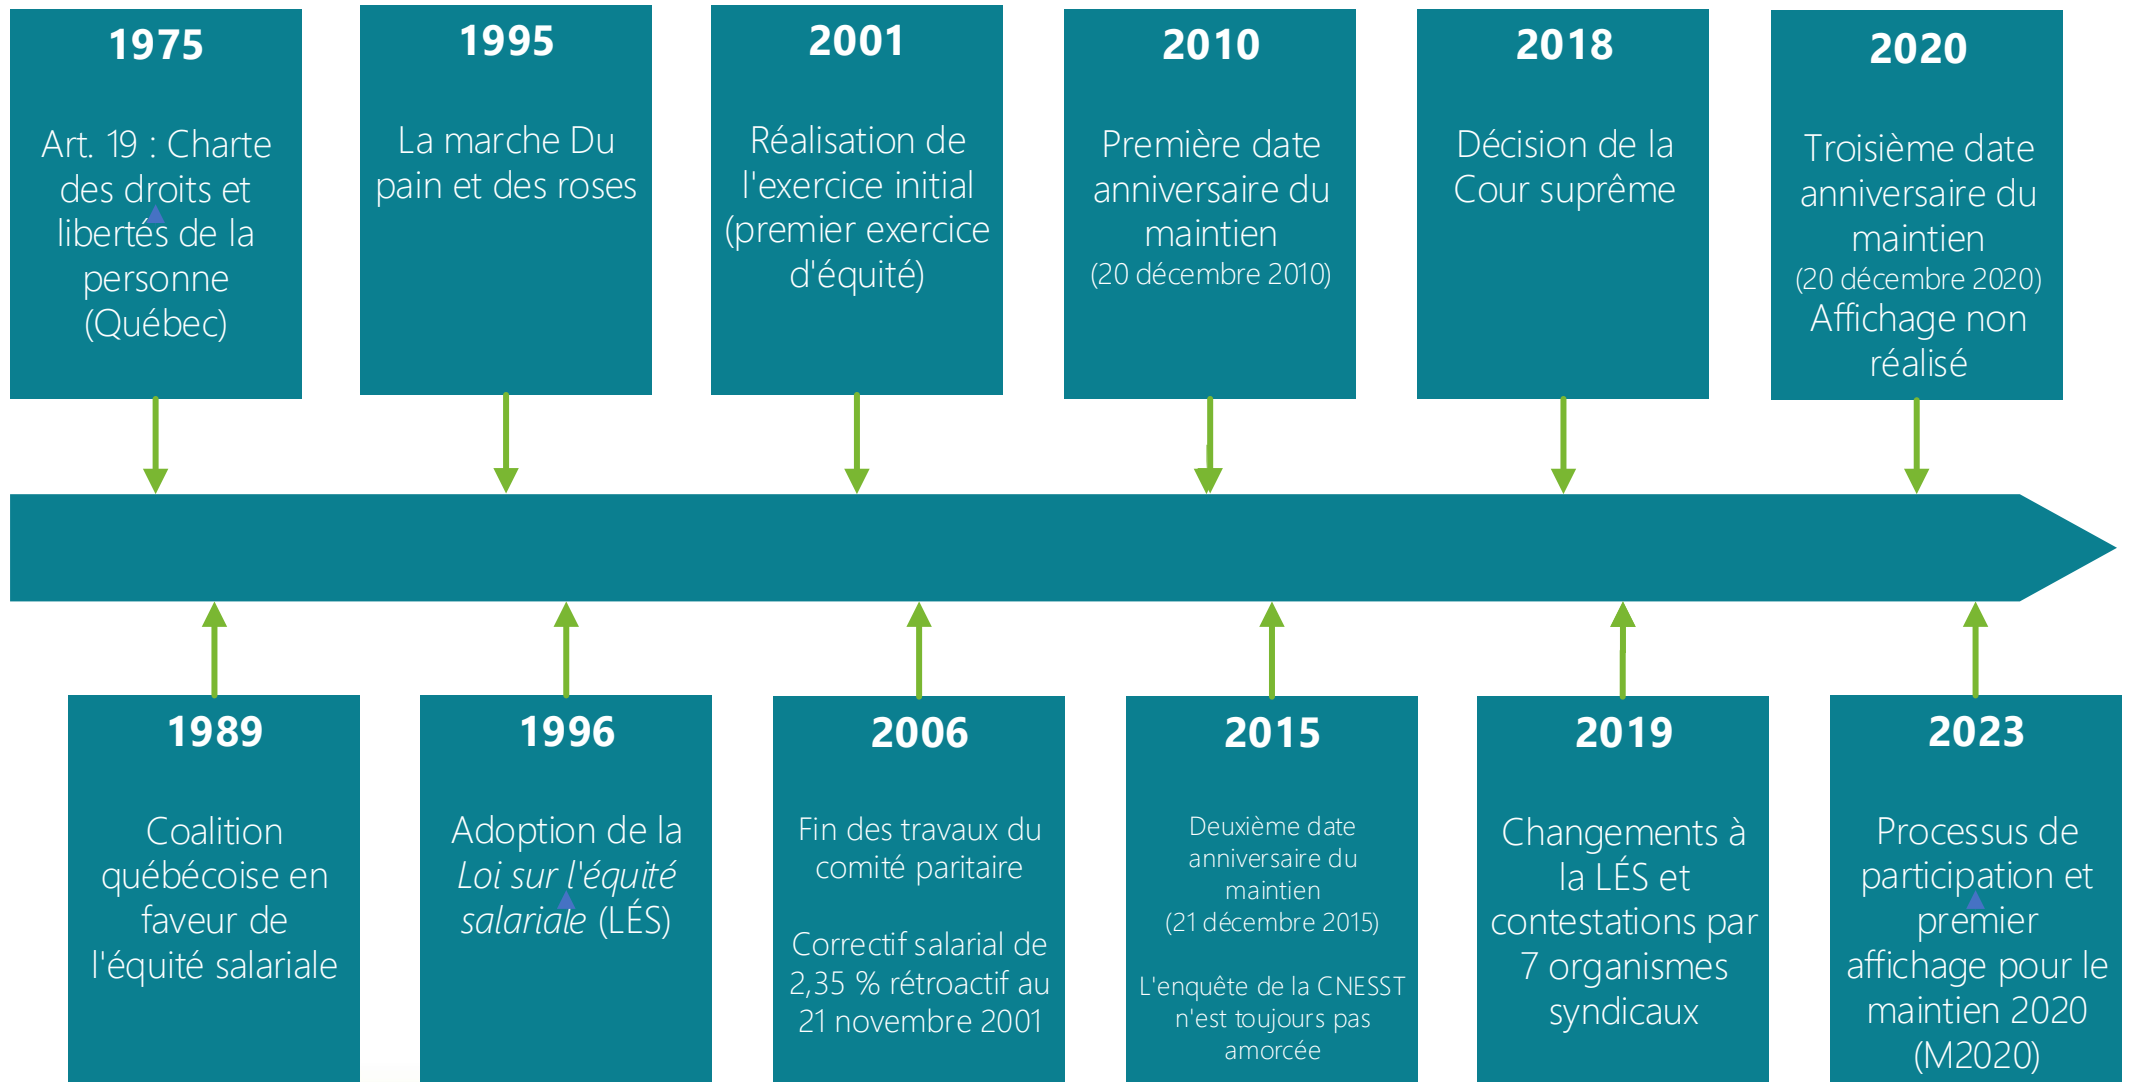 1975
Art. 19 : Charte
des droits et
libertés de la
personne
(Québec)
1995
La marche Du
pain et des roses
2001
Réalisation de
l'exercice initial
(premier exercice
d'équité)
2010
Première date
anniversaire du
maintien
(20 décembre 2010)
2018
Décision de la
Cour suprême
2020
Troisième date
anniversaire du
maintien
(20 décembre 2020)
Affichage non
réalisé
1989
Coalition
québécoise en
faveur de
l'équité salariale
1996
Adoption de la
Loi sur l'équité
salariale (LÉS)
2006
Fin des travaux du
comité paritaire
Correctif salarial de
2,35 % rétroactif au
21 novembre 2001
2015
Deuxième date
anniversaire du
maintien
(21 décembre 2015)
L'enquête de la CNESST
n'est toujours pas
amorcée
2019
Changements à
la LÉS et
contestations par
7 organismes
syndicaux
2023
Processus de
participation et
premier
affichage pour le
maintien 2020
(M2020)